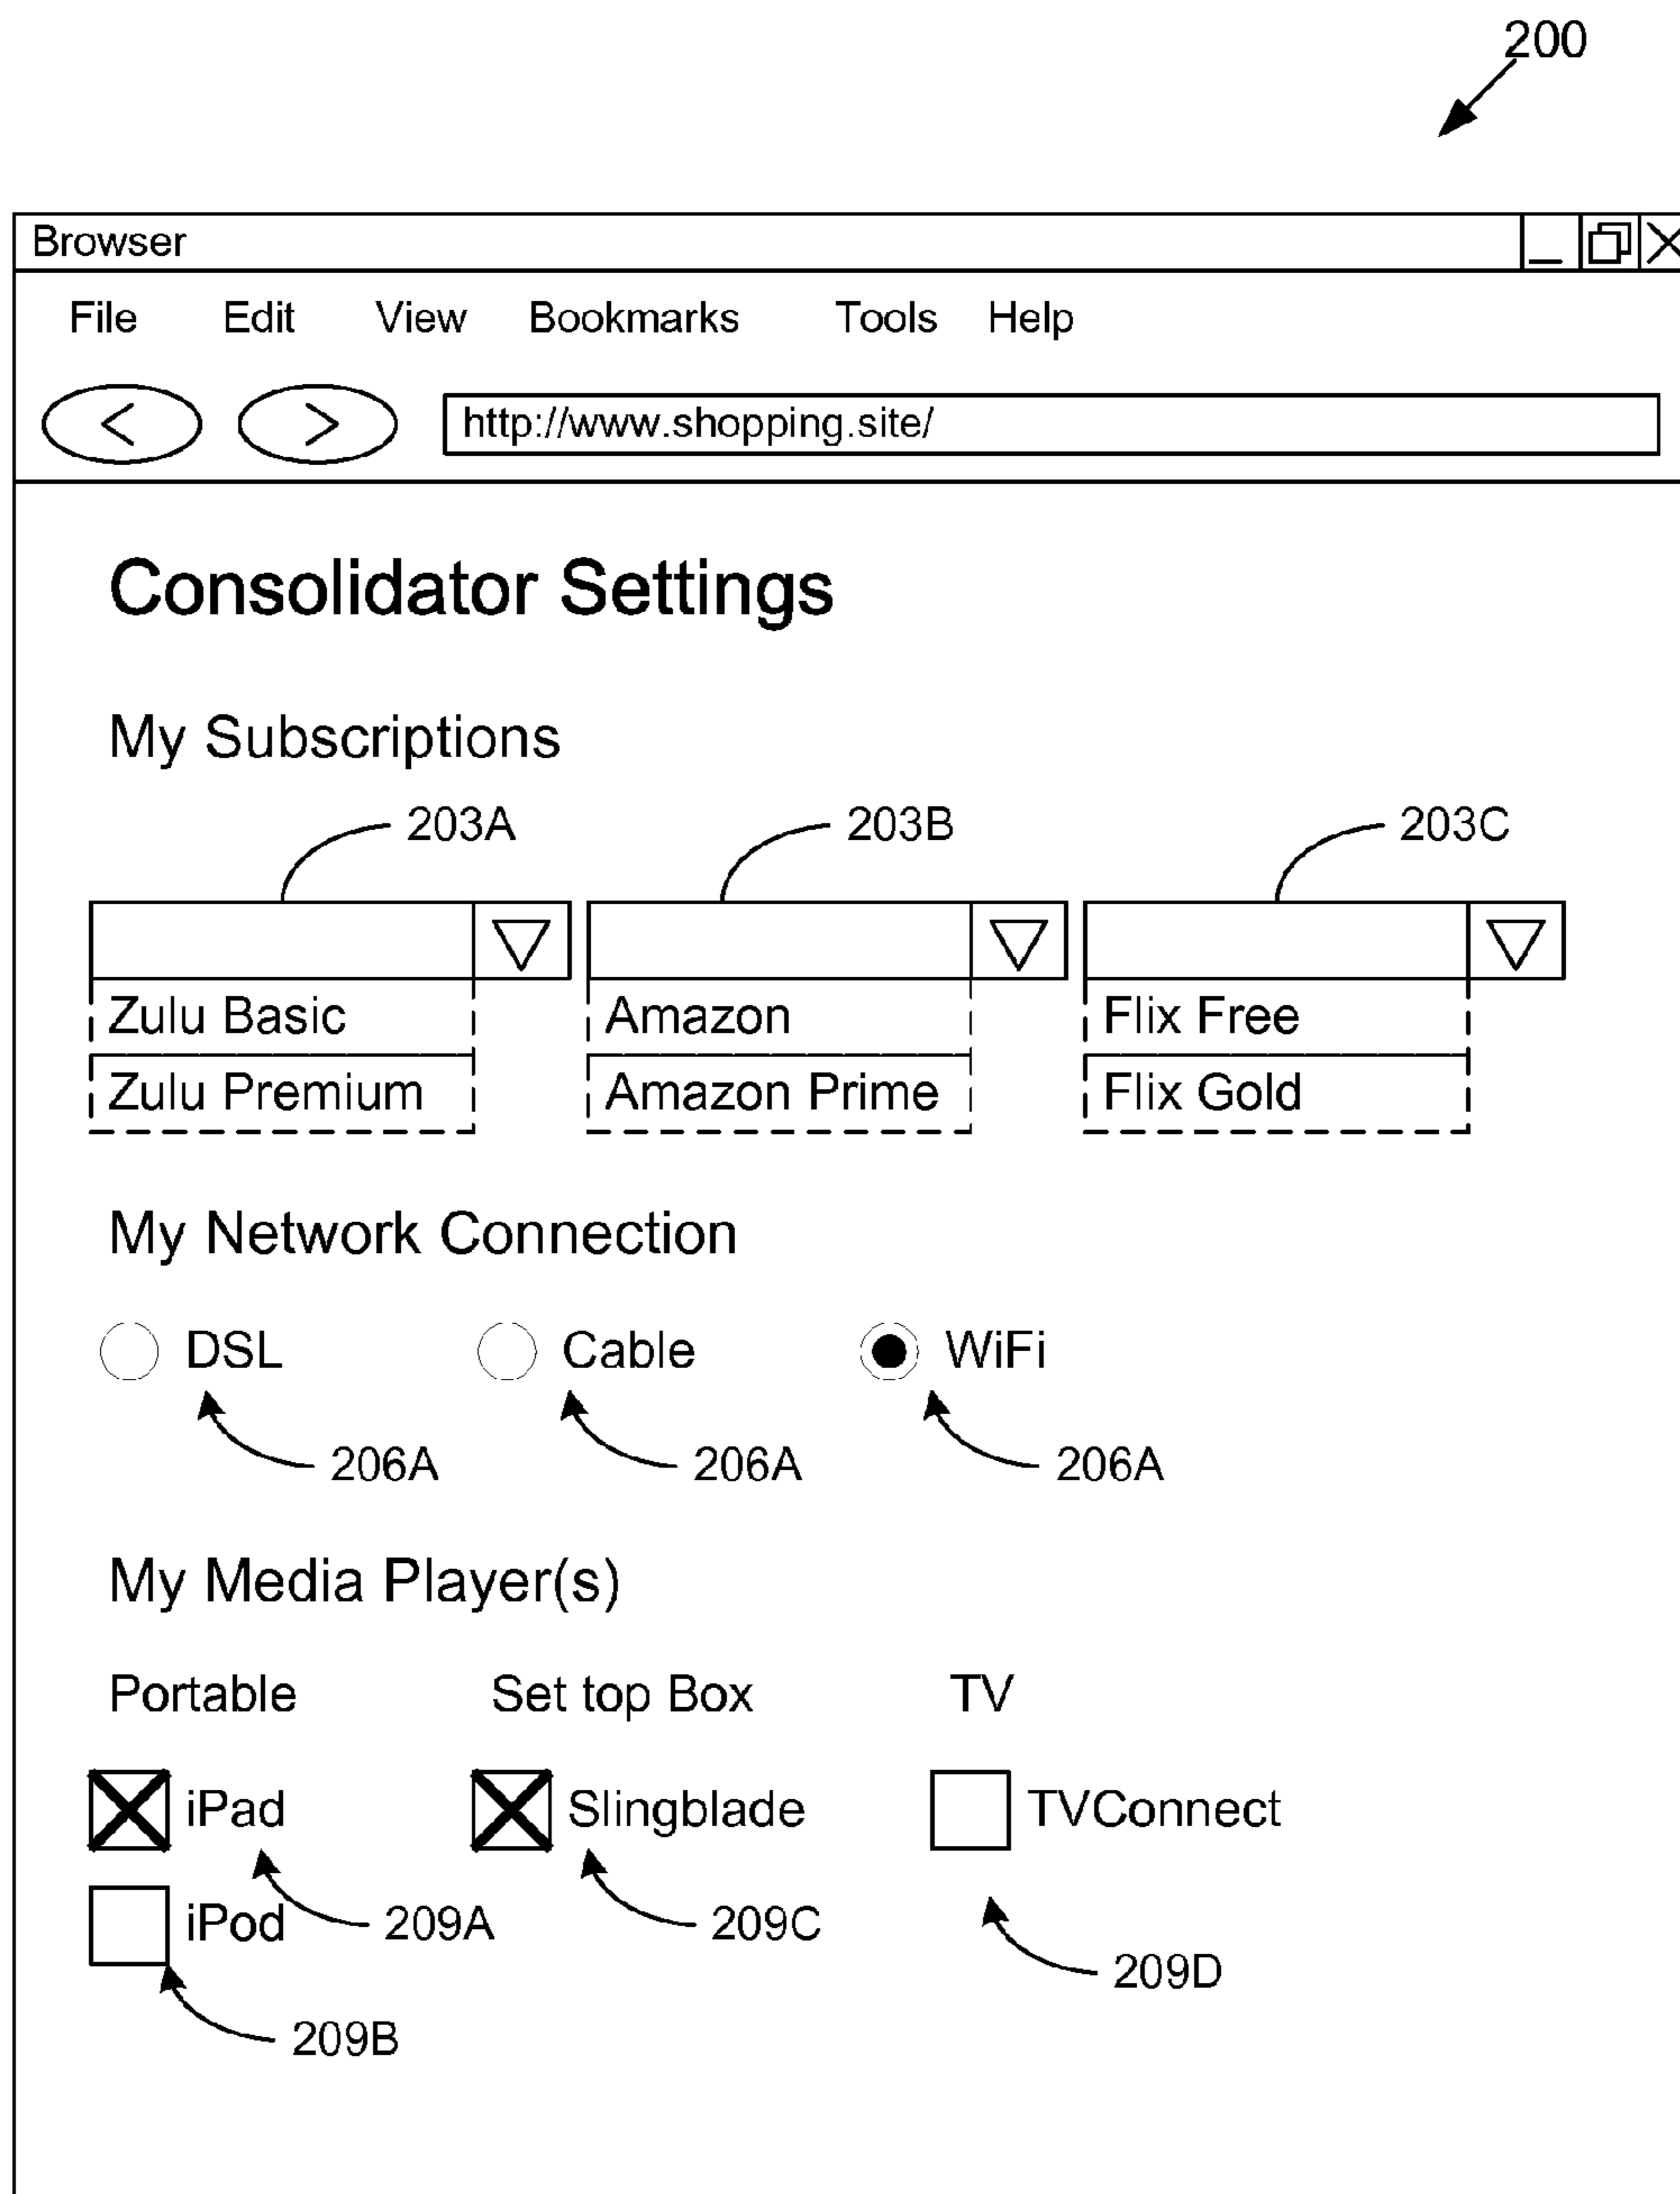 200
Browser
File Edit View Bookmarks Tools Help
http://www.shopping.site/
Consolidator Settings
My Subscriptions
203A 203B 203C
Zulu Basic Amazon Flix Free
Zulu Premium Amazon Prime Flix Gold
My Network Connection
DSL Cable WiFi
206A 206A 206A
My Media Player(s)
Portable Set top Box TV
iPad Slingblade TVConnect
iPod 209A 209C
209D
209B